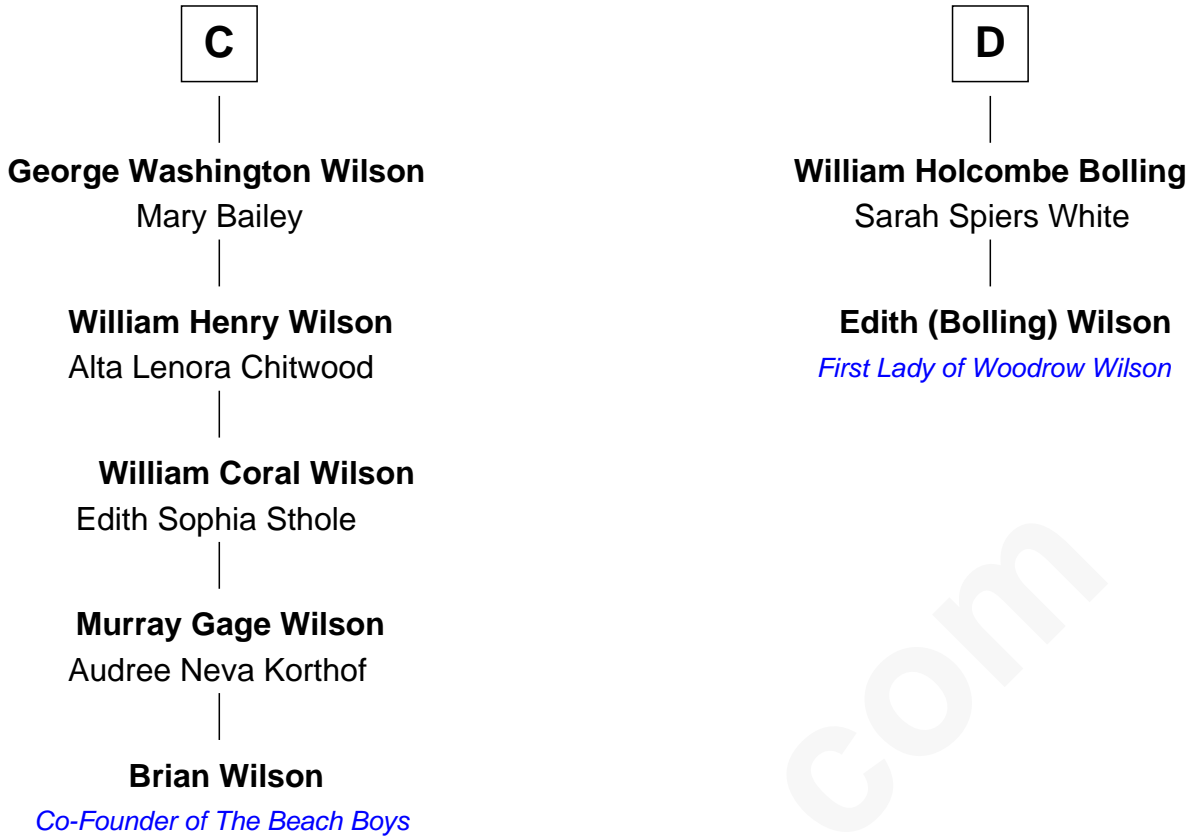 C
George Washington Wilson
Mary Bailey
William Henry Wilson
Alta Lenora Chitwood
William Coral Wilson
Edith Sophia Sthole
Murray Gage Wilson
Audree Neva Korthof
Brian Wilson
Co-Founder of The Beach Boys
D
William Holcombe Bolling
Sarah Spiers White
Edith (Bolling) Wilson
First Lady of Woodrow Wilson
com